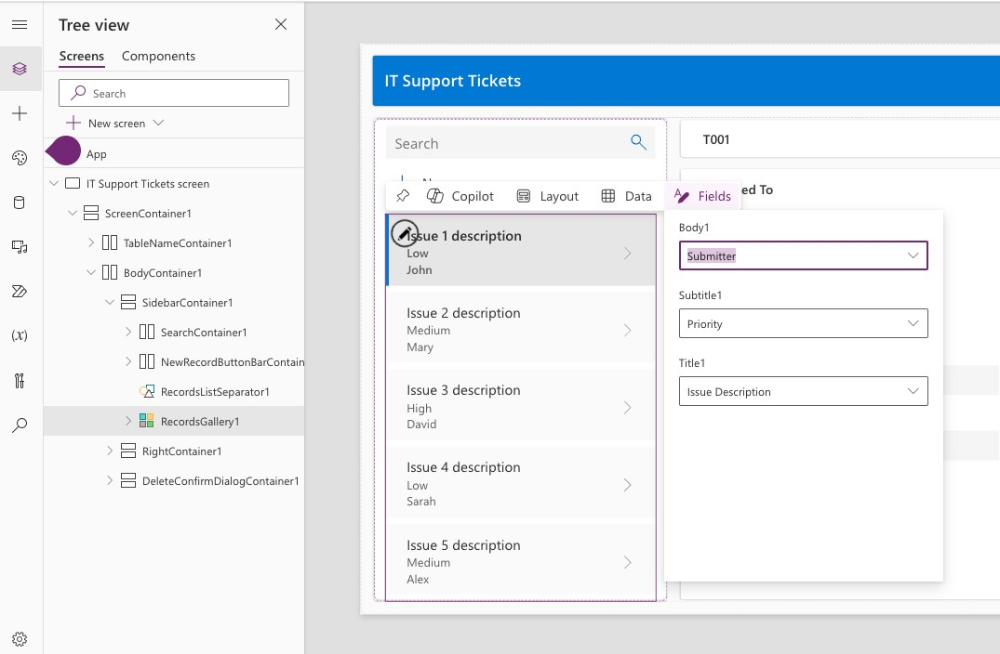 Tree view
Screens Components
Search
New screen
App
IT Support Tickets screen
ScreenContainer1
TableNameContainer1
BodyContainer1
SidebarContainer1
SearchContainer1
NewRecordButtonBarContain
RecordsListSeparator1
RecordsGallery1
RightContainer1
DeleteConfirmDialogContainer1
IT Support Tickets
Search
Copilot Layout Data Fields
Issue 1 description
Low
John
Issue 2 description
Medium
Mary
Issue 3 description
High
David
Issue 4 description
Low
Sarah
Issue 5 description
Medium
Alex
T001
ed To
Body1
Submitter
Subtitle1
Priority
Title1
Issue Description